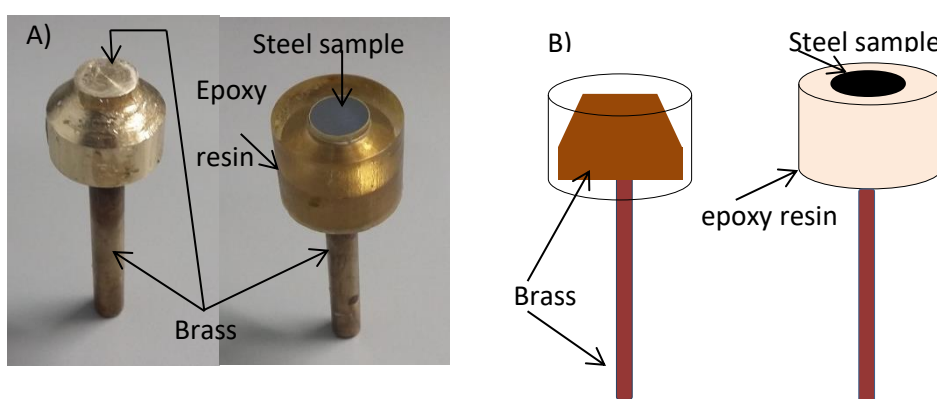 A)
Steel sample
Epoxy
resin
Brass
B)
Steel sample
epoxy resin
Brass